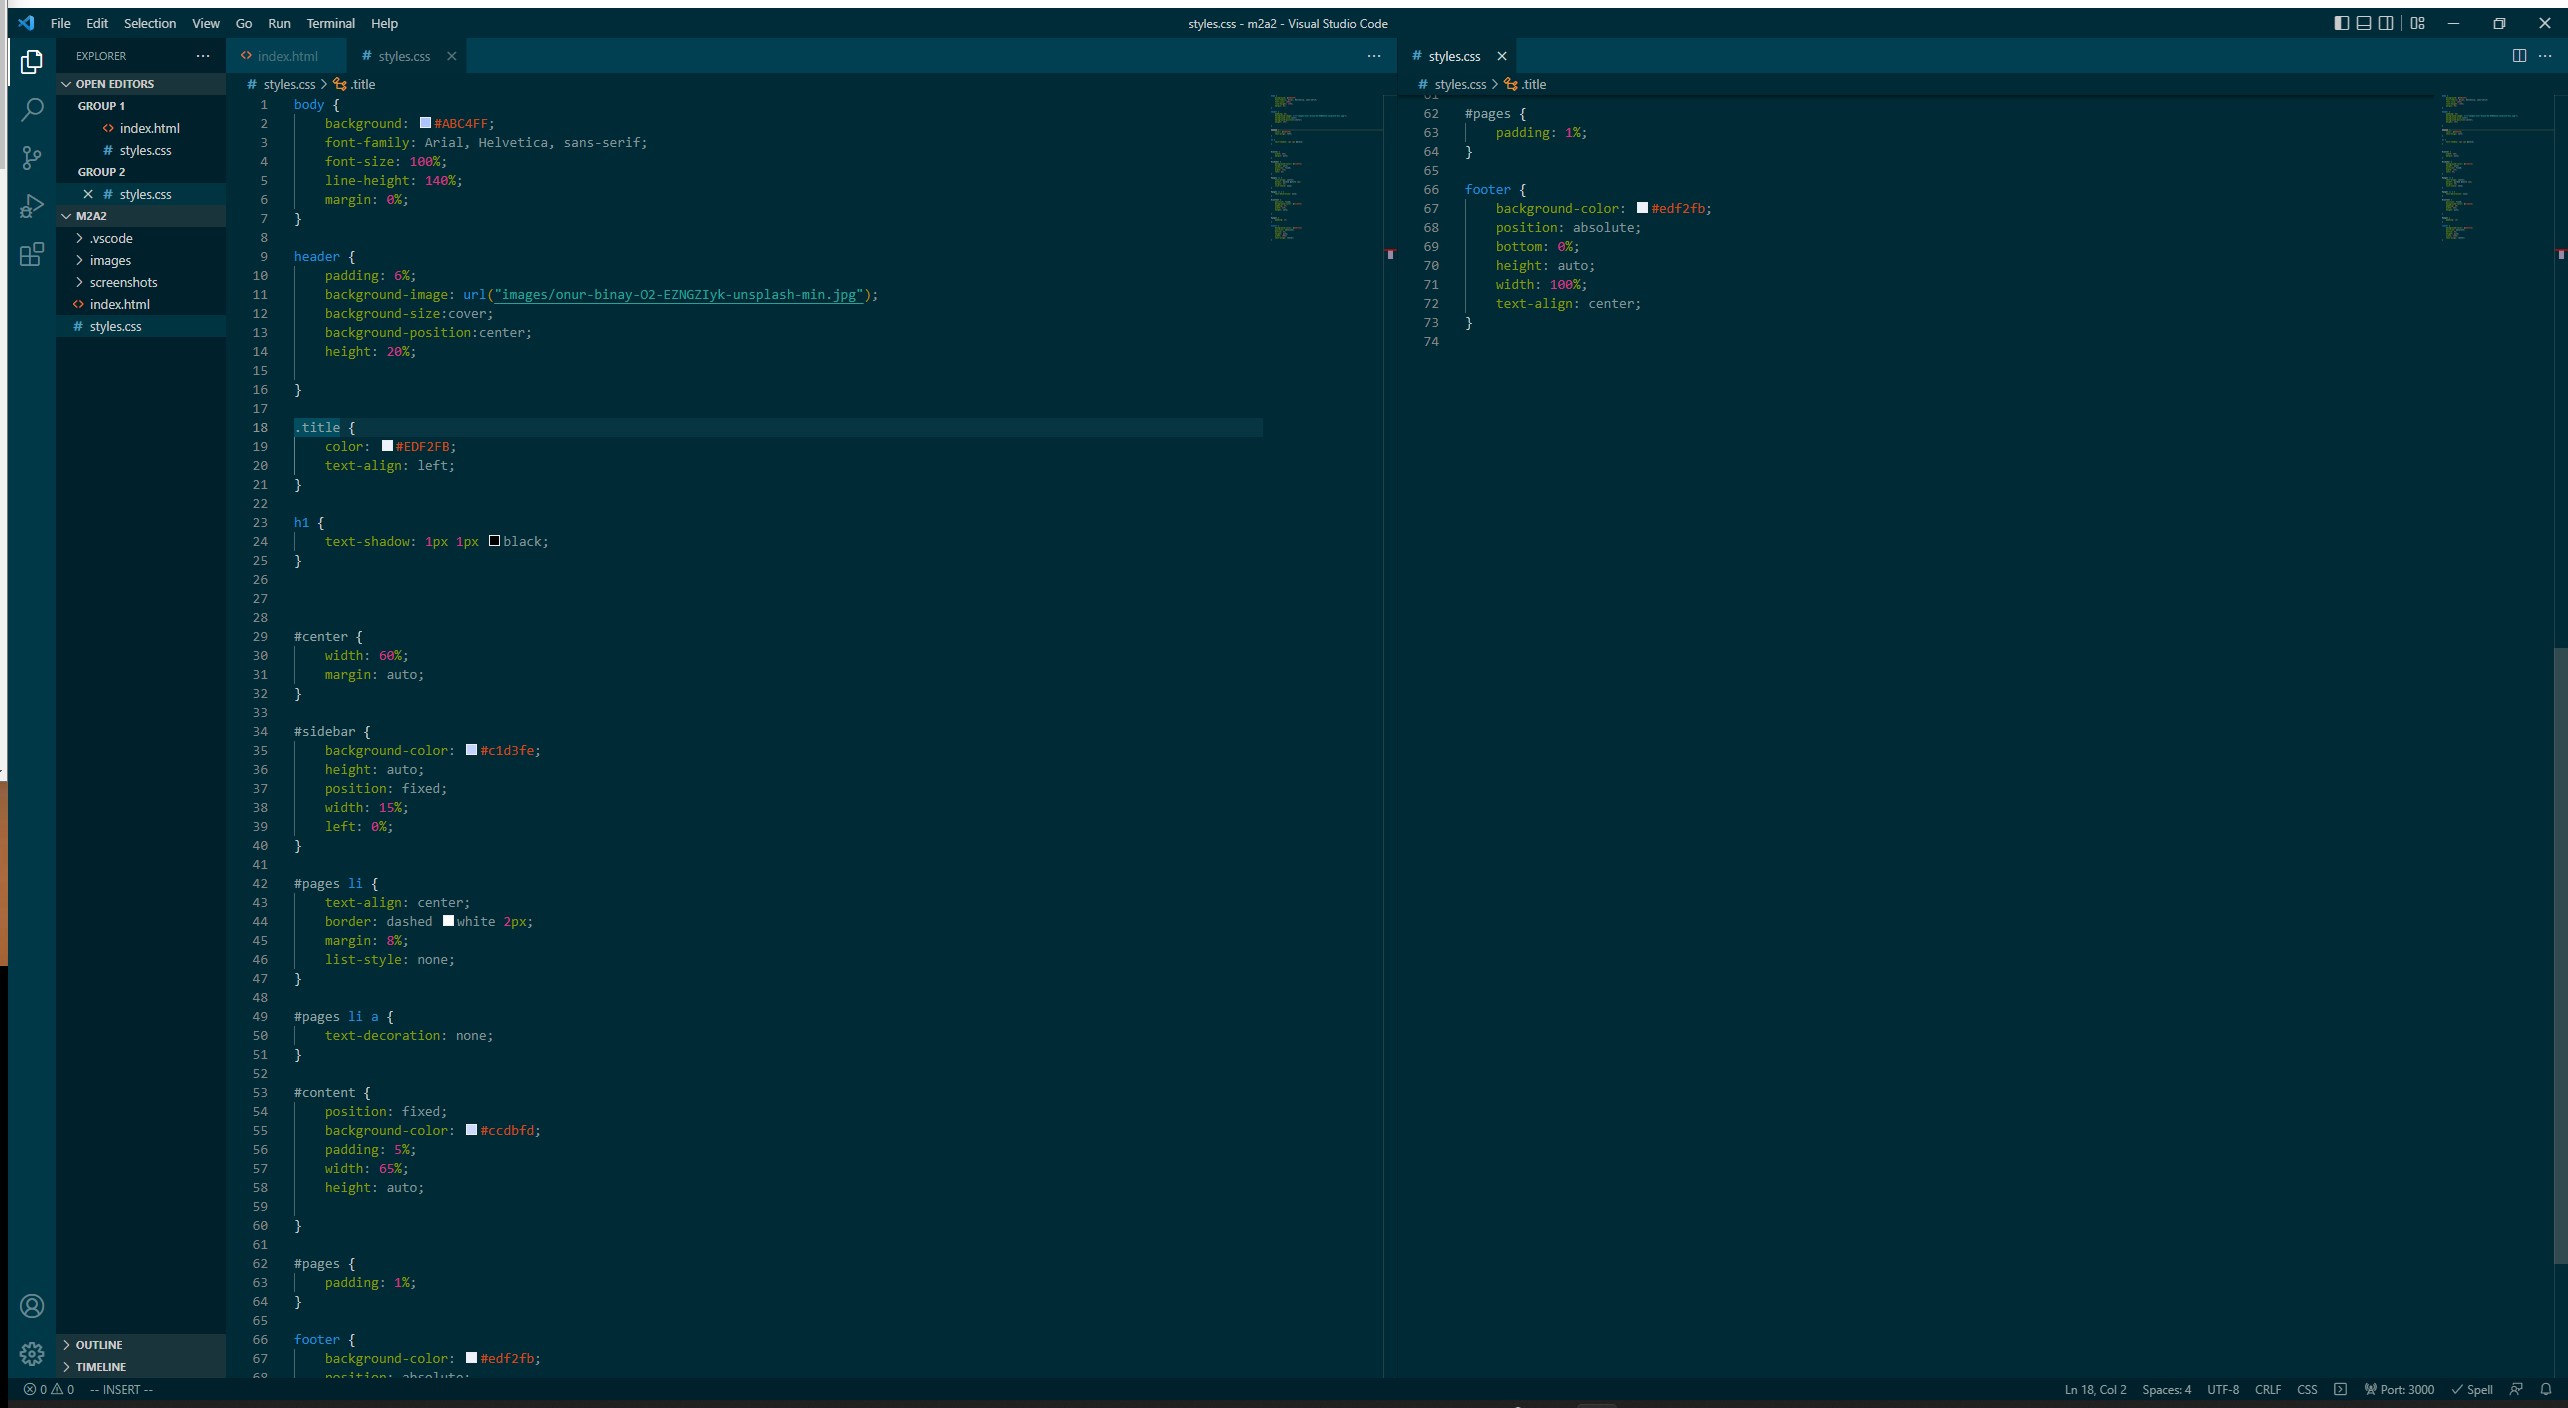 File Edit Selection View Go Run Terminal Help
styles.css - m2a2 - Visual Studio Code
EXPLORER
OPEN EDITORS
GROUP 1
index.html
# styles.css
GROUP 2
# styles.css
M2A2
.vscode
images
screenshots
index.html
# styles.css
OUTLINE
TIMELINE
index.html # styles.css
# styles.css > .title
1 body {
2 background: #ABC4FF;
3 font-family: Arial, Helvetica, sans-serif;
4 font-size: 100%;
5 line-height: 140%;
6 margin: 0%;
7 }
8
9 header {
10 padding: 6%;
11 background-image: url("images/onur-binay-O2-EZNGZIyk-unsplash-min.jpg");
12 background-size:cover;
13 background-position:center;
14 height: 20%;
15
16 }
17
18 .title {
19 color: #EDF2FB;
20 text-align: left;
21 }
22
23 h1 {
24 text-shadow: 1px 1px black;
25 }
26
27
28
29 #center {
30 width: 60%;
31 margin: auto;
32 }
33
34 #sidebar {
35 background-color: #c1d3fe;
36 height: auto;
37 position: fixed;
38 width: 15%;
39 left: 0%;
40 }
41
42 #pages li {
43 text-align: center;
44 border: dashed white 2px;
45 margin: 8%;
46 list-style: none;
47 }
48
49 #pages li a {
50 text-decoration: none;
51 }
52
53 #content {
54 position: fixed;
55 background-color: #ccdbfd;
56 padding: 5%;
57 width: 65%;
58 height: auto;
59
60 }
61
62 #pages {
63 padding: 1%;
64 }
65
66 footer {
67 background-color: #edf2fb;
68 position: absolute;
# styles.css
# styles.css > .title
61
62 #pages {
63 padding: 1%;
64 }
65
66 footer {
67 background-color: #edf2fb;
68 position: absolute;
69 bottom: 0%;
70 height: auto;
71 width: 100%;
72 text-align: center;
73 }
74
0 0 -- INSERT --
Ln 18, Col 2 Spaces: 4 UTF-8 CRLF CSS Port: 3000 Spell